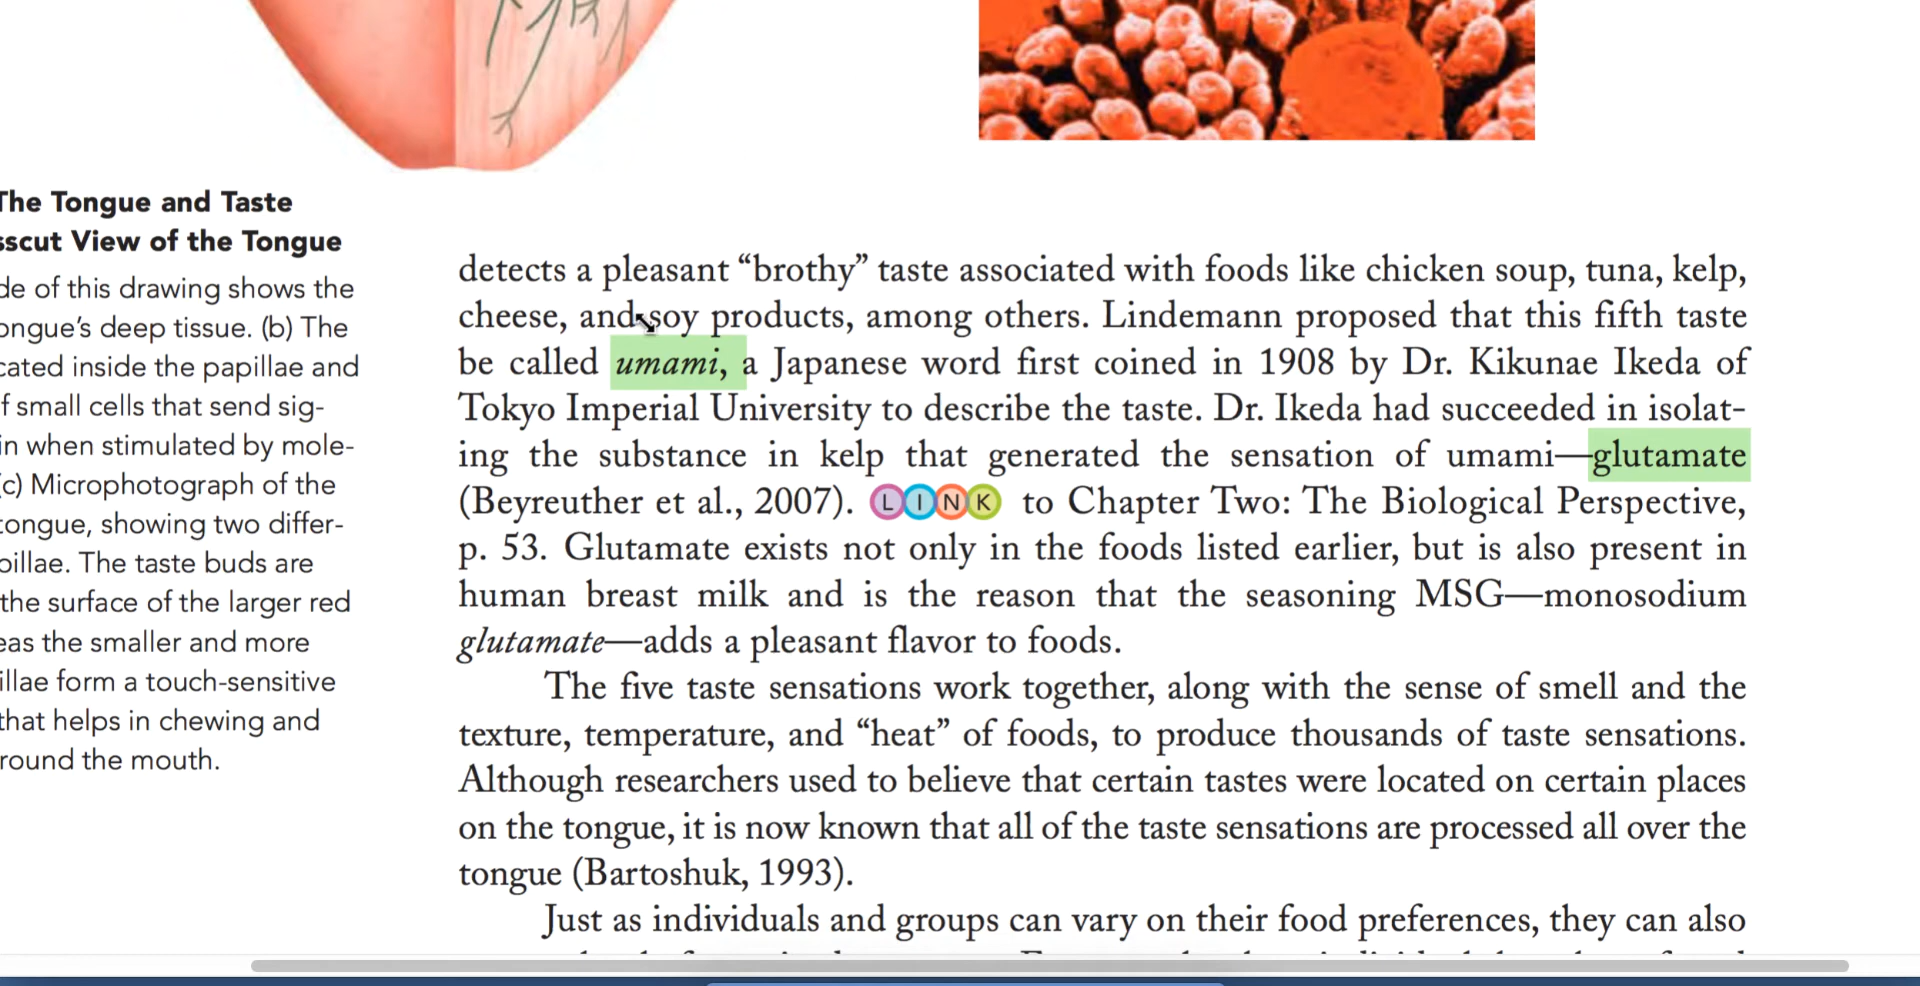 The Tongue and Taste
sscut View of the Tongue
de of this drawing shows the
ongue's deep tissue. (b) The
cated inside the papillae and
f small cells that send sig-
in when stimulated by mole-
(c) Microphotograph of the
tongue, showing two differ-
pillae. The taste buds are
the surface of the larger red
eas the smaller and more
illae form a touch-sensitive
that helps in chewing and
round the mouth.
detects a pleasant “brothy” taste associated with foods like chicken soup, tuna, kelp,
cheese, and soy products, among others. Lindemann proposed that this fifth taste
be called umami, a Japanese word first coined in 1908 by Dr. Kikunae Ikeda of
Tokyo Imperial University to describe the taste. Dr. Ikeda had succeeded in isolat-
ing the substance in kelp that generated the sensation of umami—glutamate
(Beyreuther et al., 2007). LINK to Chapter Two: The Biological Perspective,
p. 53. Glutamate exists not only in the foods listed earlier, but is also present in
human breast milk and is the reason that the seasoning MSG—monosodium
glutamate—adds a pleasant flavor to foods.
The five taste sensations work together, along with the sense of smell and the
texture, temperature, and “heat” of foods, to produce thousands of taste sensations.
Although researchers used to believe that certain tastes were located on certain places
on the tongue, it is now known that all of the taste sensations are processed all over the
tongue (Bartoshuk, 1993).
Just as individuals and groups can vary on their food preferences, they can also